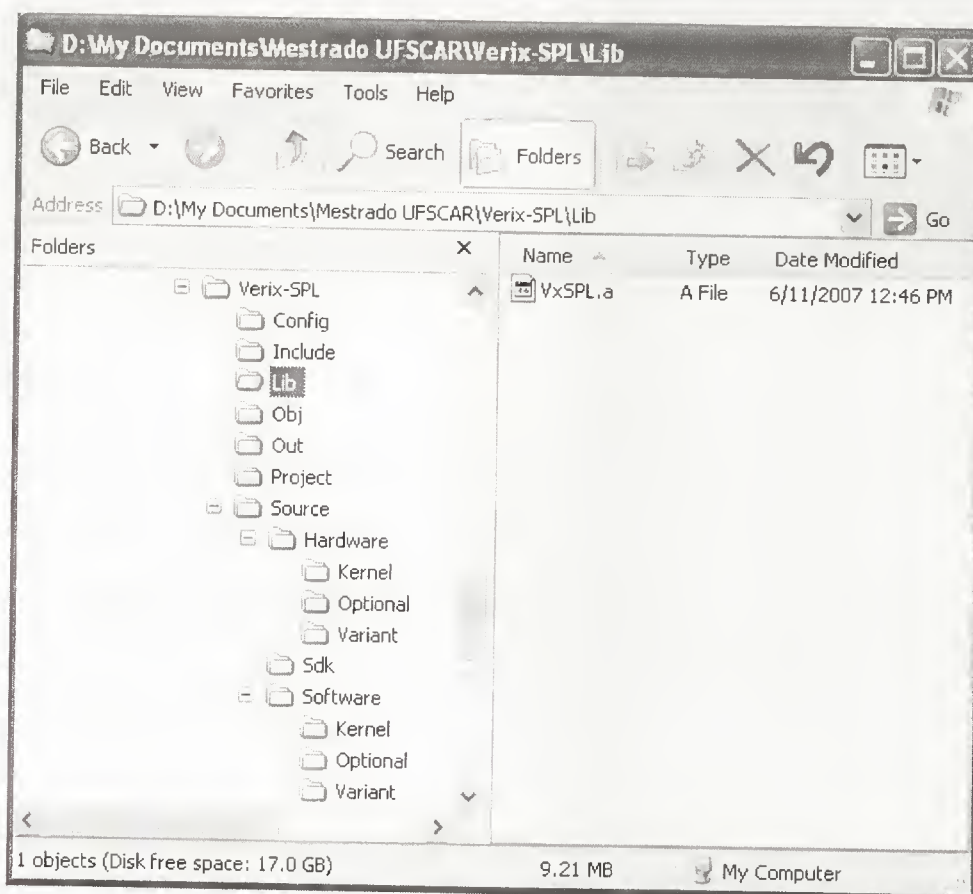 D:\My Documents\Mestrado UFSCAR\Verix-SPL\Lib
File Edit View Favorites Tools Help
Back Search Folders
Address D:\My Documents\Mestrado UFSCAR\Verix-SPL\Lib Go
Folders
Name Type Date Modified
VxSPL.a A File 6/11/2007 12:46 PM
Verix-SPL
Config
Include
Lib
Obj
Out
Project
Source
Hardware
Kernel
Optional
Variant
Sdk
Software
Kernel
Optional
Variant
1 objects (Disk free space: 17.0 GB) 9.21 MB My Computer